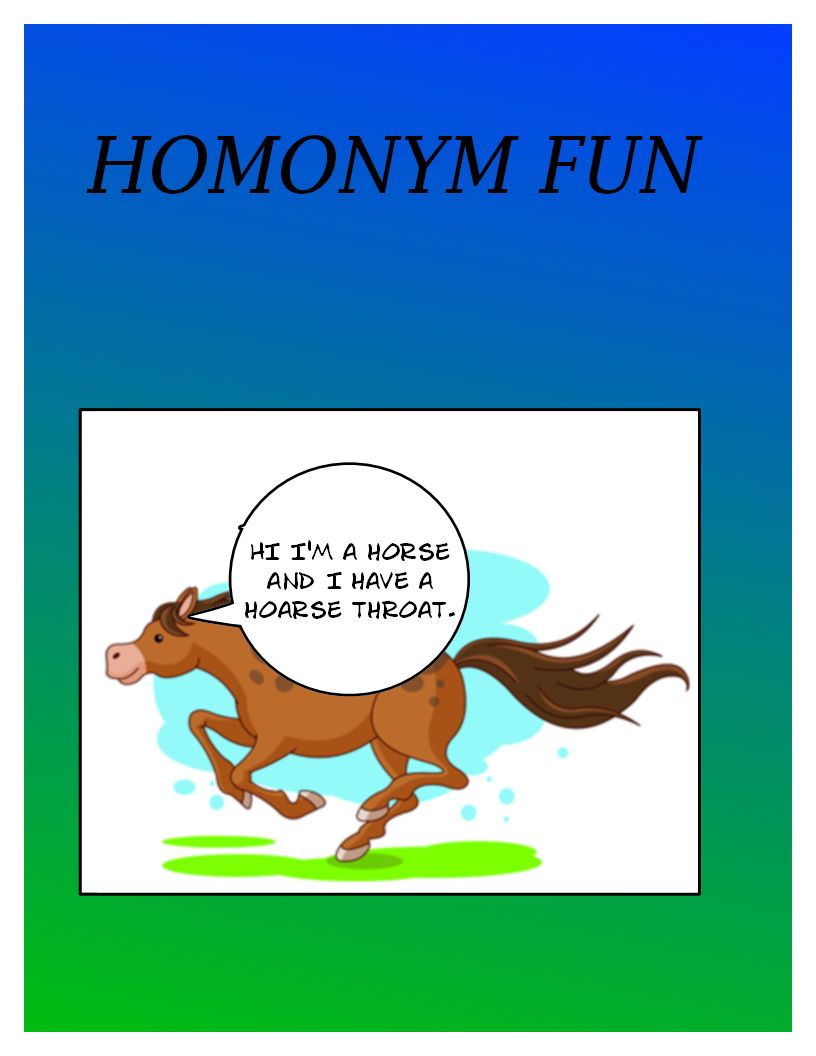 HOMONYM FUN
HI I'M A HORSE
AND I HAVE A
HOARSE THROAT.